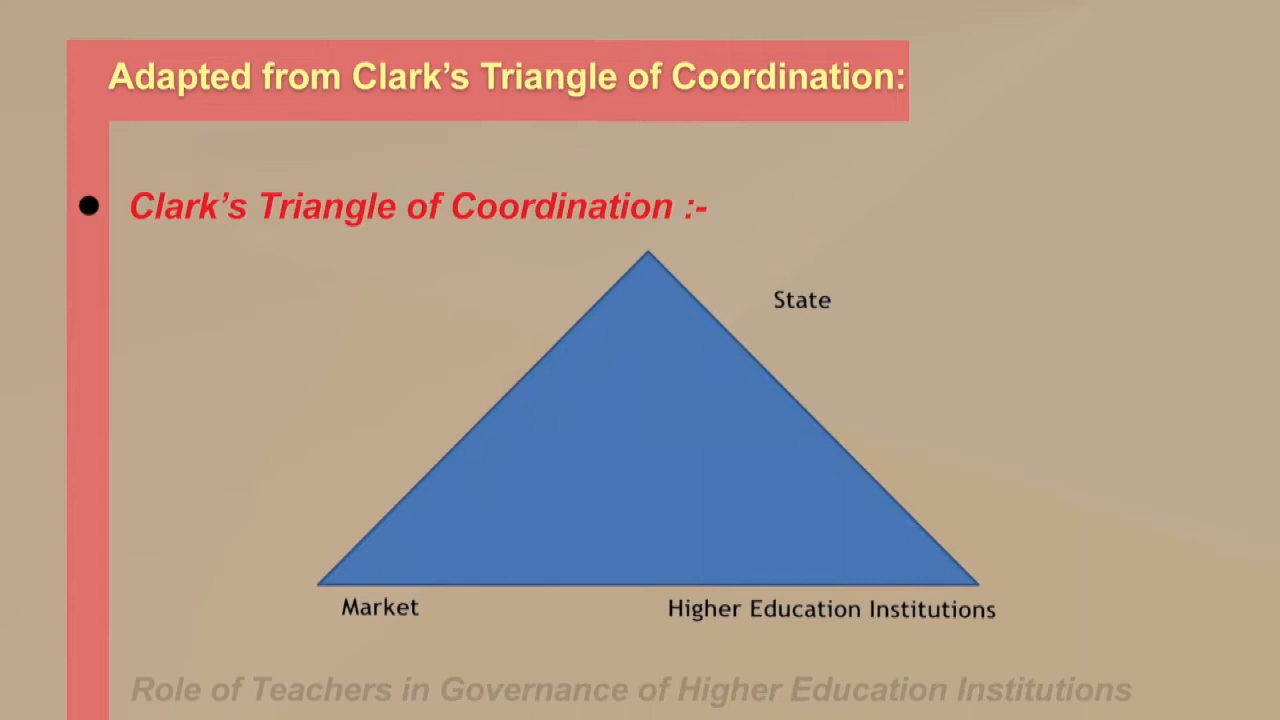 Adapted from Clark’s Triangle of Coordination:
Clark’s Triangle of Coordination :-
State
Market
Higher Education Institutions
Role of Teachers in Governance of Higher Education Institutions